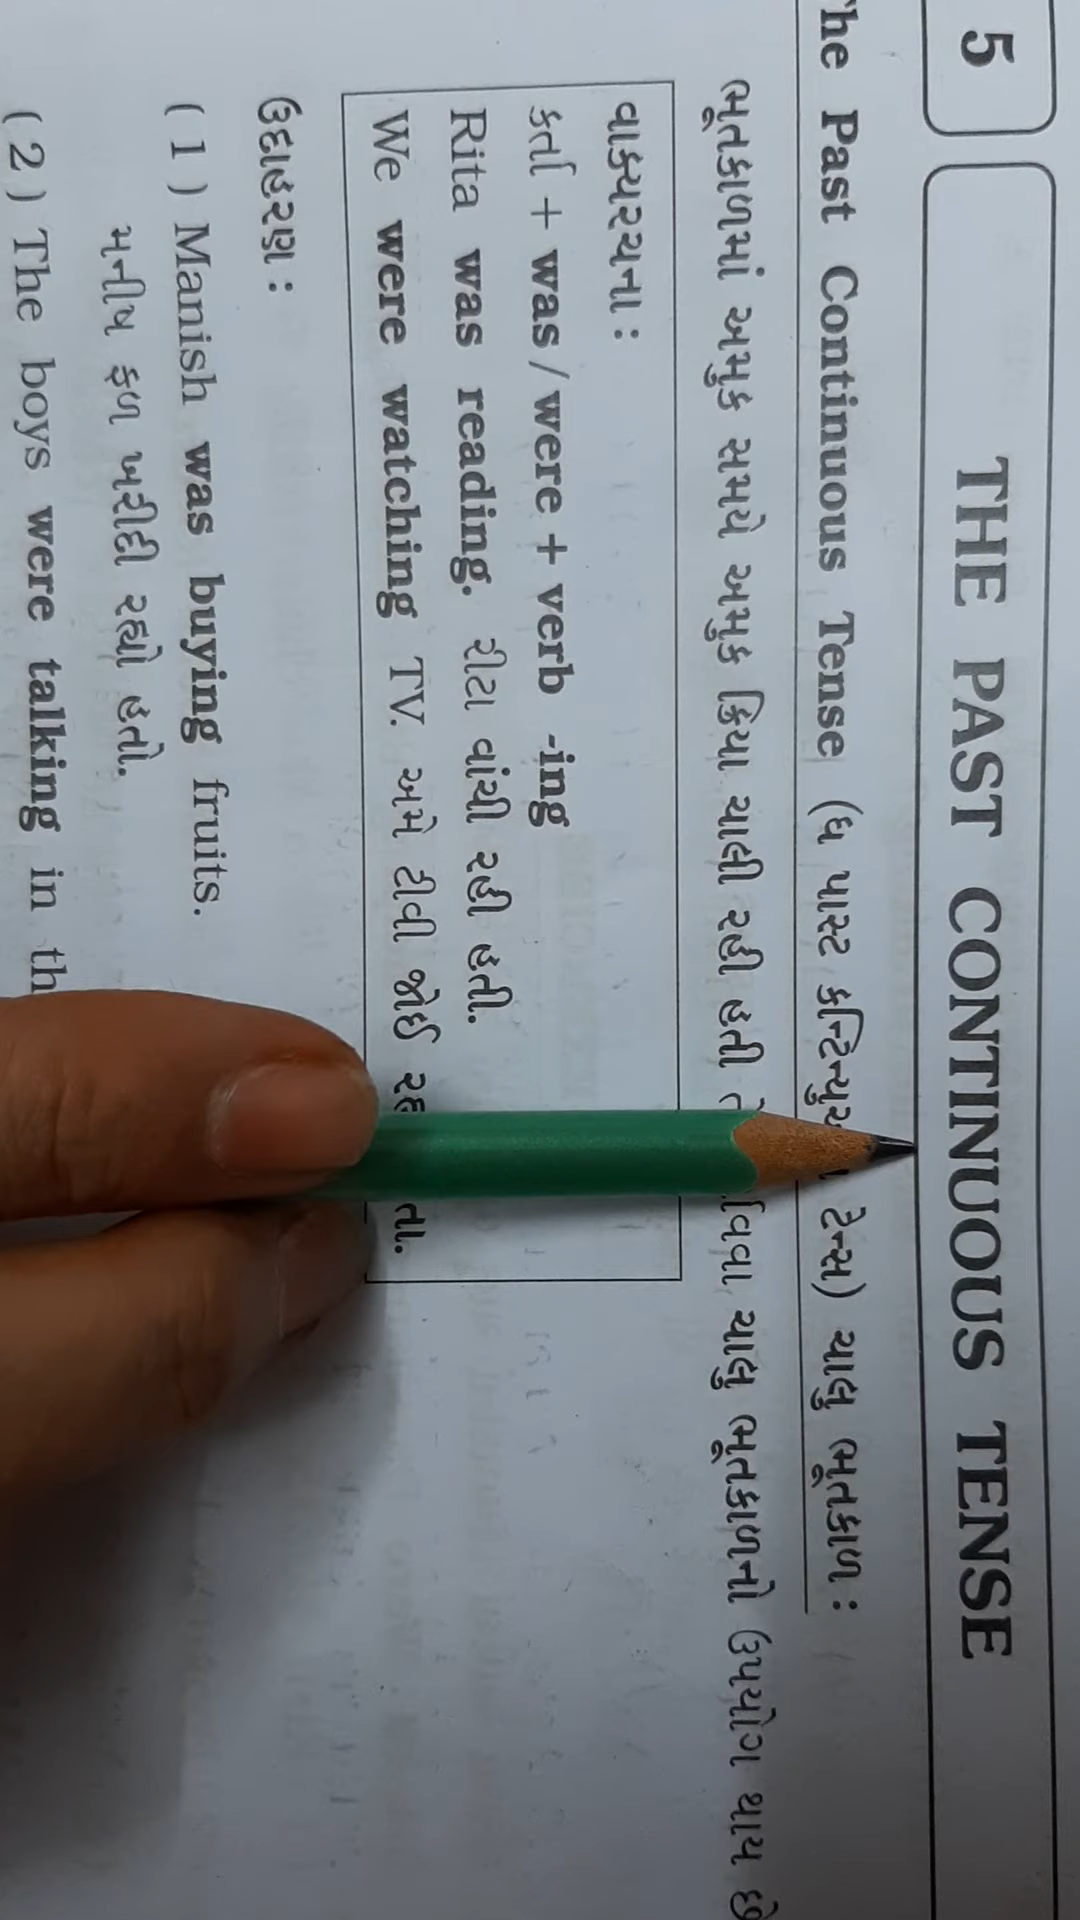 5
THE PAST CONTINUOUS TENSE
The Past Continuous Tense (ધ પાસ્ટ ટેન્સ) ચાલુ ભૂતકાળ :
ભૂતકાળમાં અમુક સમયે અમુક ક્રિયા ચાલી રહી હતી ચાલુ ભૂતકાળનો ઉપયોગ થાય છે
વાક્યરચના :
કર્તા + was / were + verb -ing
Rita was reading. રીટા વાંચી રહી હતી.
We were watching TV. અમે ટીવી જોઈ
ઉદાહરણ :
(1) Manish was buying fruits.
મનીષ ફળ ખરીદી રહ્યો હતો.
(2) The boys were talking in